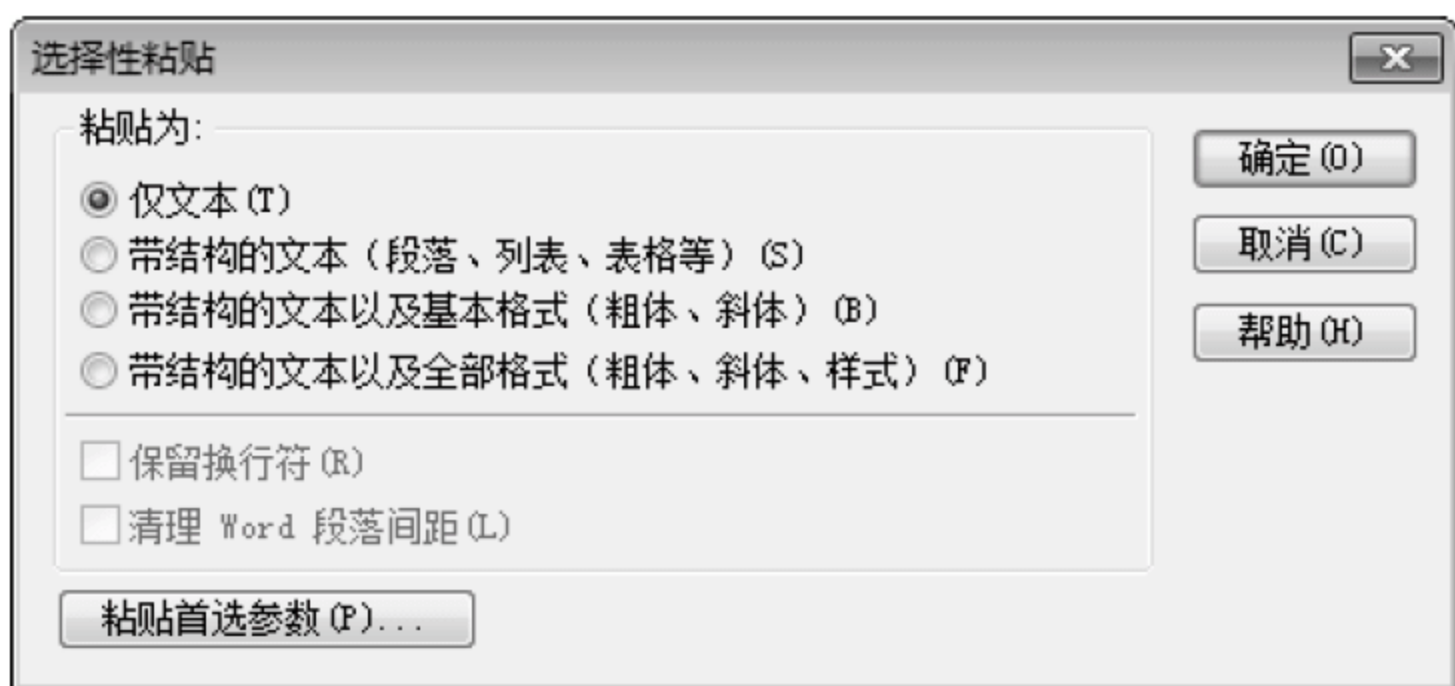 选择性粘贴
粘贴为:
仅文本(T)
带结构的文本（段落、列表、表格等）(S)
带结构的文本以及基本格式（粗体、斜体）(B)
带结构的文本以及全部格式（粗体、斜体、样式）(F)
保留换行符(R)
清理 Word 段落间距(L)
粘贴首选参数(P)...
确定(O)
取消(C)
帮助(H)